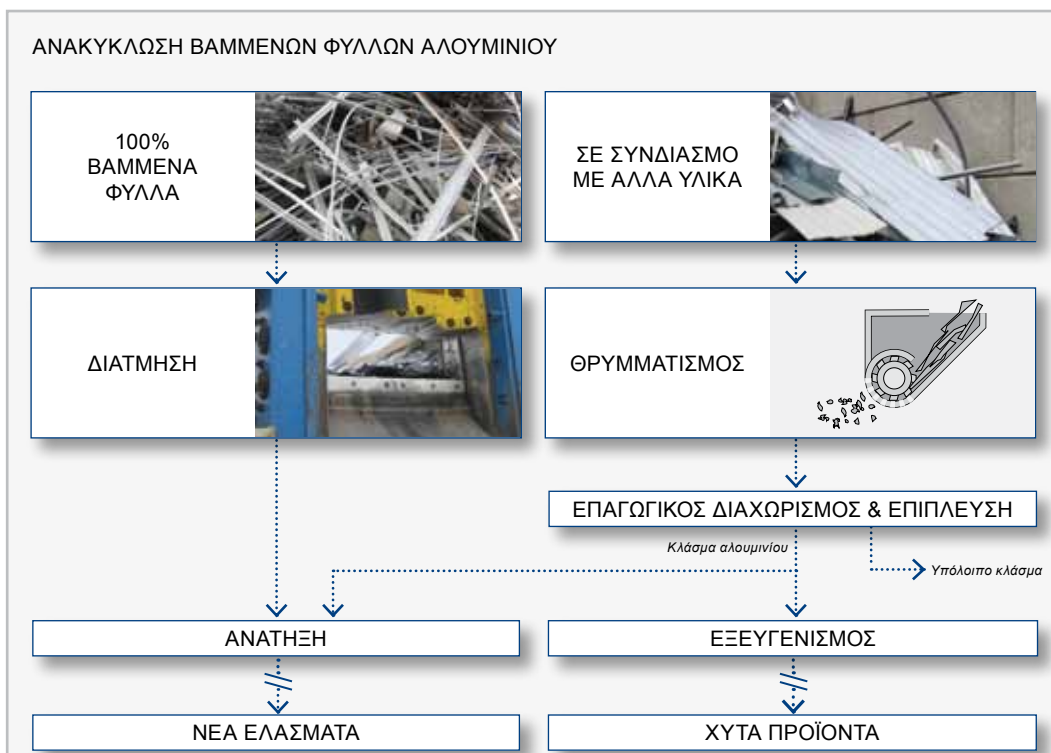 ΑΝΑΚΥΚΛΩΣΗ ΒΑΜΜΕΝΩΝ ΦΥΛΛΩΝ ΑΛΟΥΜΙΝΙΟΥ
100%
ΒΑΜΜΕΝΑ
ΦΥΛΛΑ
ΣΕ ΣΥΝΔΙΑΣΜΟ
ΜΕ ΑΛΛΑ ΥΛΙΚΑ
ΔΙΑΤΜΗΣΗ
ΘΡΥΜΜΑΤΙΣΜΟΣ
ΕΠΑΓΩΓΙΚΟΣ ΔΙΑΧΩΡΙΣΜΟΣ & ΕΠΙΠΛΕΥΣΗ
Κλάσμα αλουμινίου
Υπόλοιπο κλάσμα
ΑΝΑΤΗΞΗ
ΕΞΕΥΓΕΝΙΣΜΟΣ
ΝΕΑ ΕΛΑΣΜΑΤΑ
ΧΥΤΑ ΠΡΟΪΟΝΤΑ